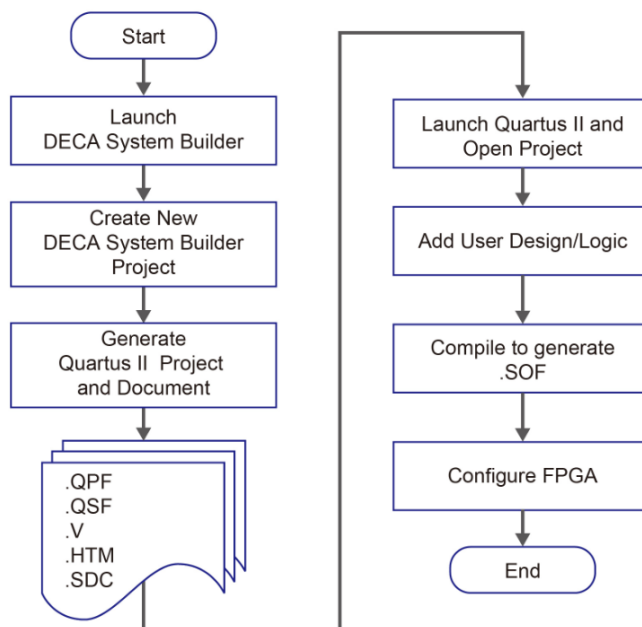 Start
Launch
DECA System Builder
Create New
DECA System Builder
Project
Generate
Quartus II  Project
and Document
.QPF
.QSF
.V
.HTM
.SDC
Launch Quartus II and
Open Project
Add User Design/Logic
Compile to generate
.SOF
Configure FPGA
End